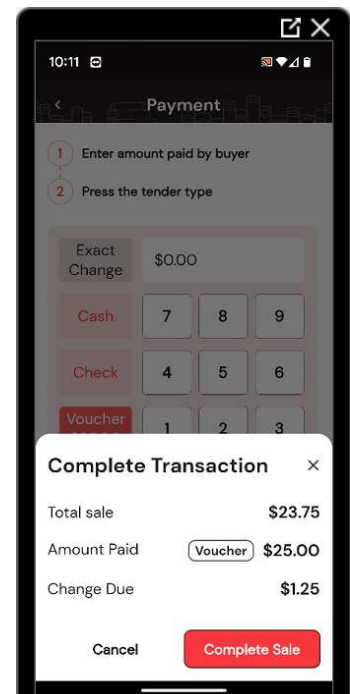 10:11
Payment
1 Enter amount paid by buyer
2 Press the tender type
Exact
Change
$0.00
Cash 7 8 9
Check 4 5 6
Voucher
1 2 3
Complete Transaction ×
Total sale $23.75
Amount Paid Voucher $25.00
Change Due $1.25
Cancel Complete Sale